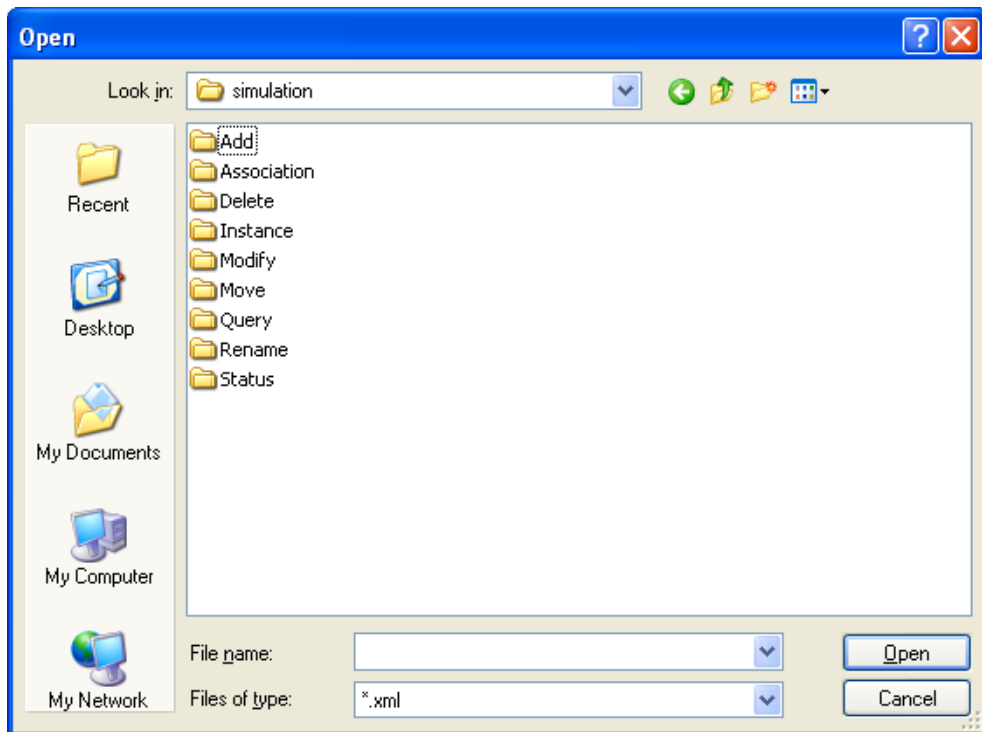 Open
Look in:
simulation
Add
Association
Delete
Instance
Modify
Move
Query
Rename
Status
Recent
Desktop
My Documents
My Computer
My Network
File name:
Open
Files of type:
*.xml
Cancel